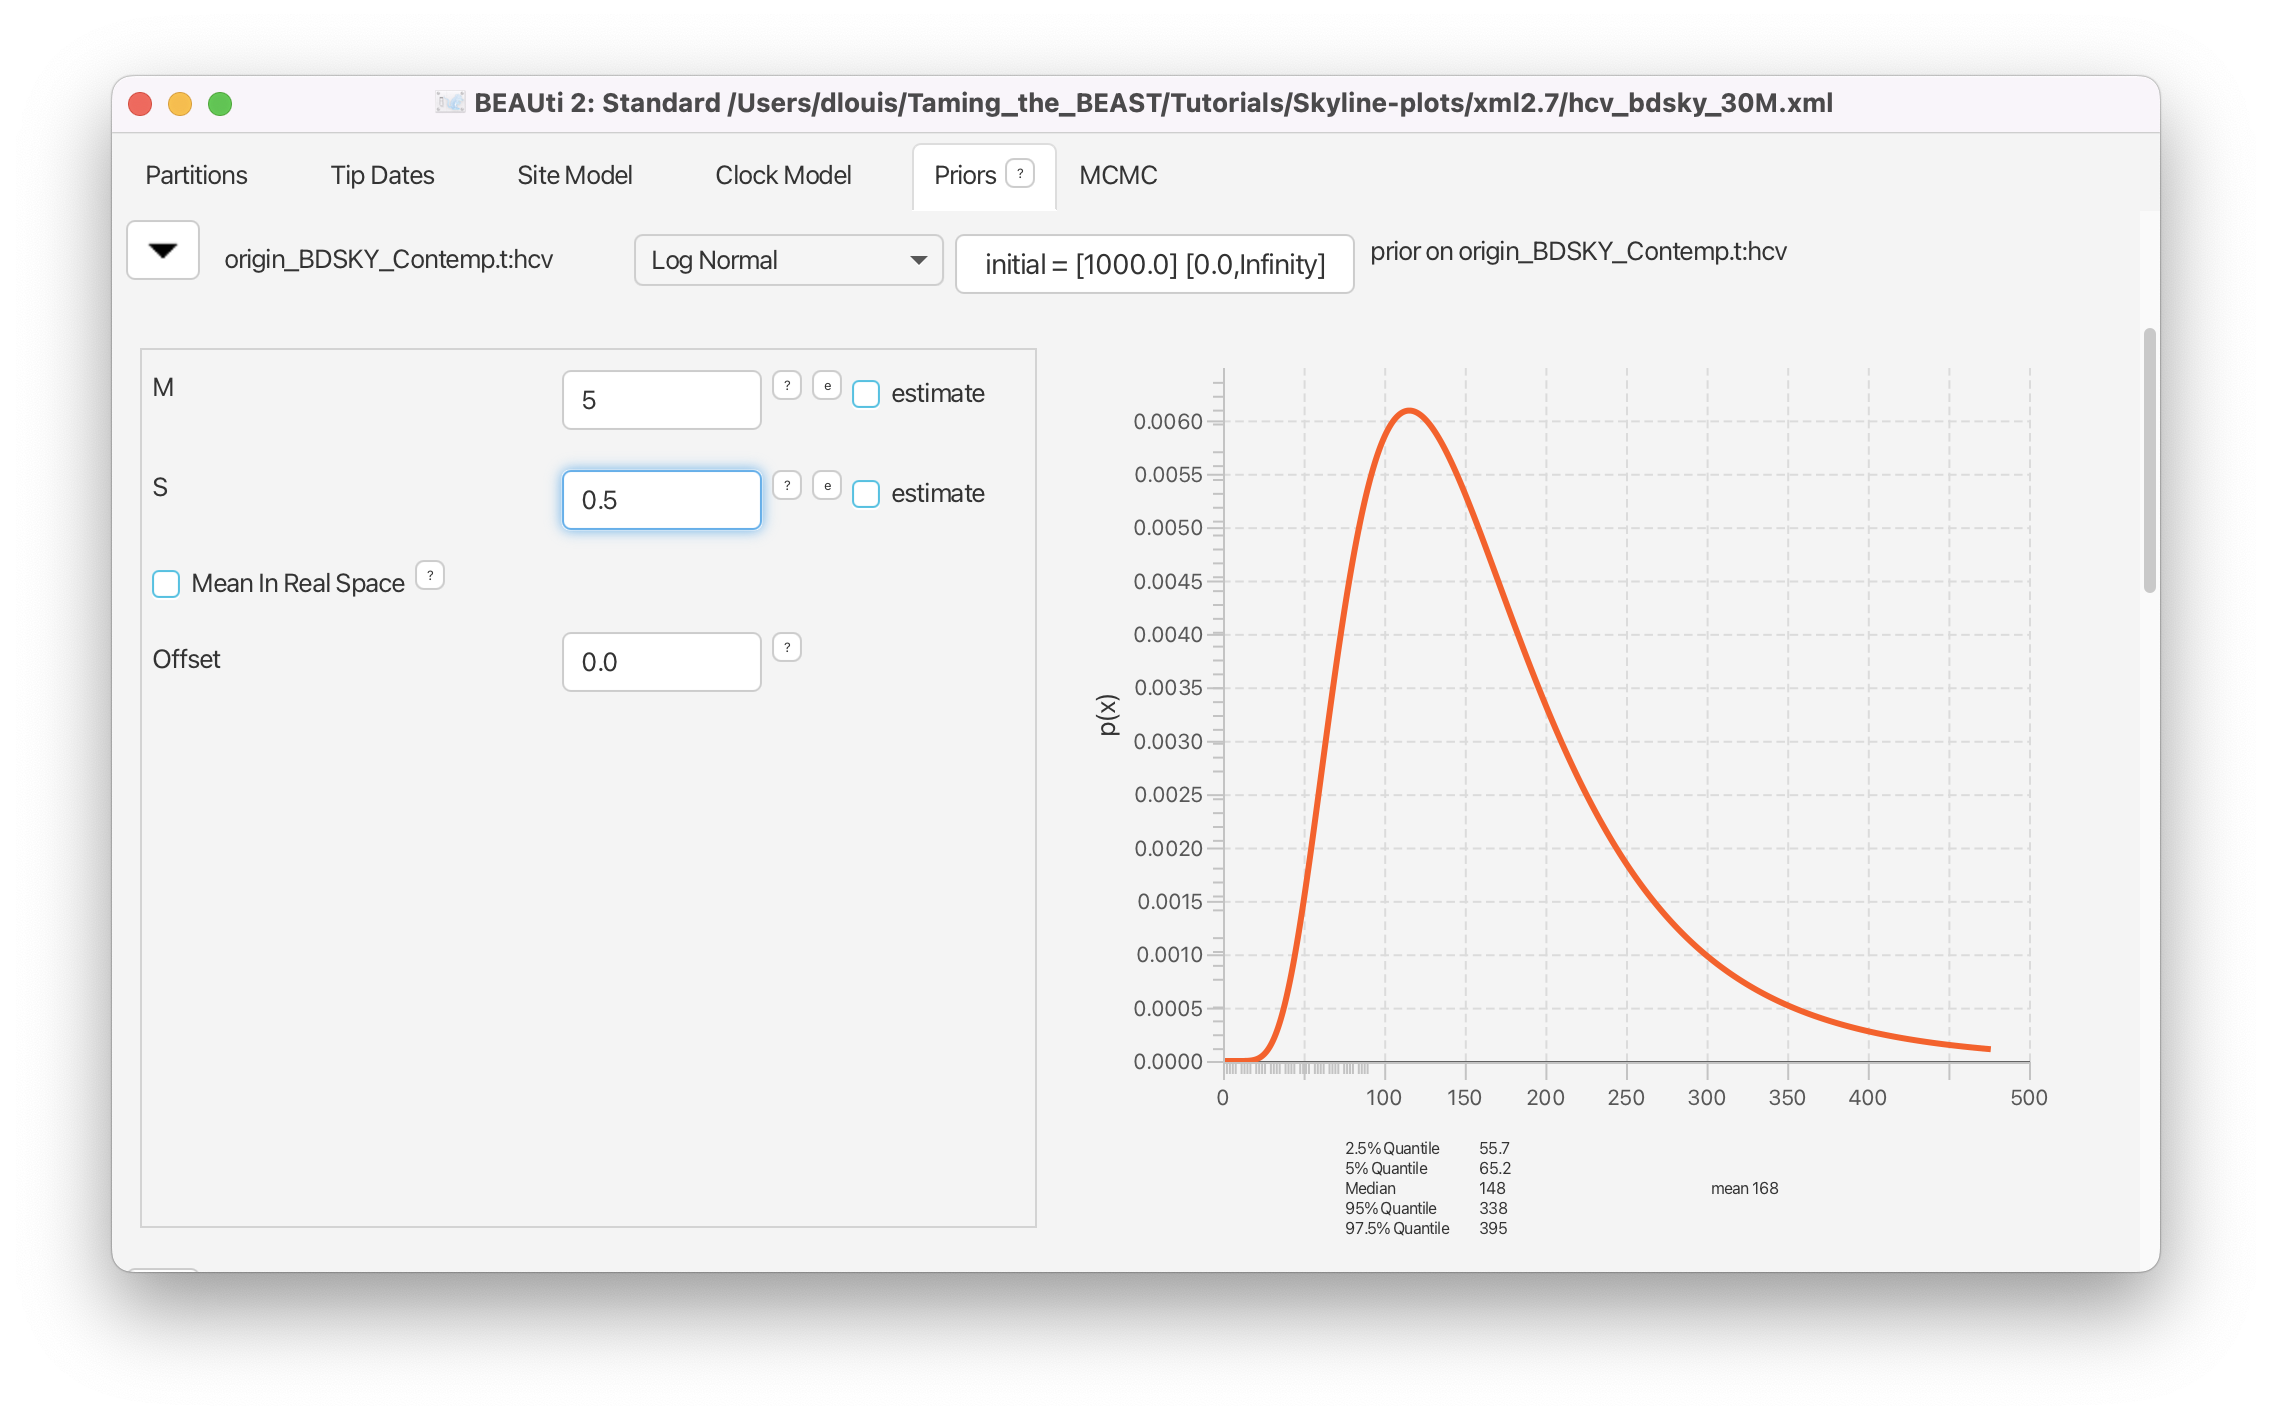 BEAUti 2: Standard /Users/dlouis/Taming_the_BEAST/Tutorials/Skyline-plots/xml2.7/hcv_bdsky_30M.xml
Partitions Tip Dates Site Model Clock Model Priors ? MCMC
origin_BDSKY_Contemp.t:hcv Log Normal initial = [1000.0] [0.0,Infinity] prior on origin_BDSKY_Contemp.t:hcv
M 5 ? e estimate
S 0.5 ? e estimate
Mean In Real Space ?
Offset 0.0 ?
p(x)
0.0060
0.0055
0.0050
0.0045
0.0040
0.0035
0.0030
0.0025
0.0020
0.0015
0.0010
0.0005
0.0000
0 100 150 200 250 300 350 400 500
2.5% Quantile 55.7
5% Quantile 65.2
Median 148 mean 168
95% Quantile 338
97.5% Quantile 395